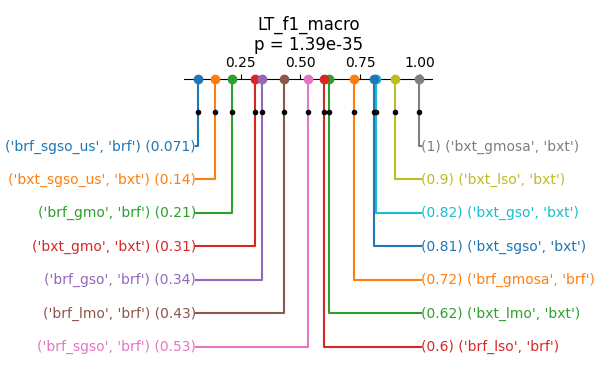 LT_f1_macro
p = 1.39e-35
0.25 0.50 0.75 1.00
('brf_sgso_us', 'brf') (0.071) (1) ('bxt_gmosa', 'bxt')
('bxt_sgso_us', 'bxt') (0.14) (0.9) ('bxt_lso', 'bxt')
('brf_gmo', 'brf') (0.21) (0.82) ('bxt_gso', 'bxt')
('bxt_gmo', 'bxt') (0.31) (0.81) ('bxt_sgso', 'bxt')
('brf_gso', 'brf') (0.34) (0.72) ('brf_gmosa', 'brf')
('brf_lmo', 'brf') (0.43) (0.62) ('bxt_lmo', 'bxt')
('brf_sgso', 'brf') (0.53) (0.6) ('brf_lso', 'brf')